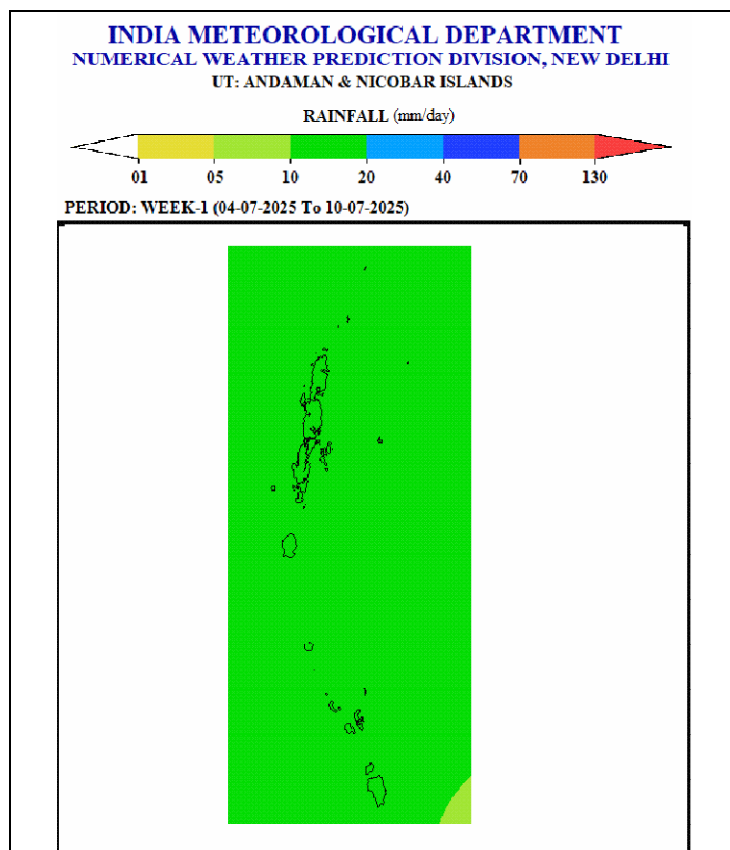 INDIA METEOROLOGICAL DEPARTMENT
NUMERICAL WEATHER PREDICTION DIVISION, NEW DELHI
UT: ANDAMAN & NICOBAR ISLANDS
RAINFALL (mm/day)
01 05 10 20 40 70 130
PERIOD: WEEK-1 (04-07-2025 To 10-07-2025)